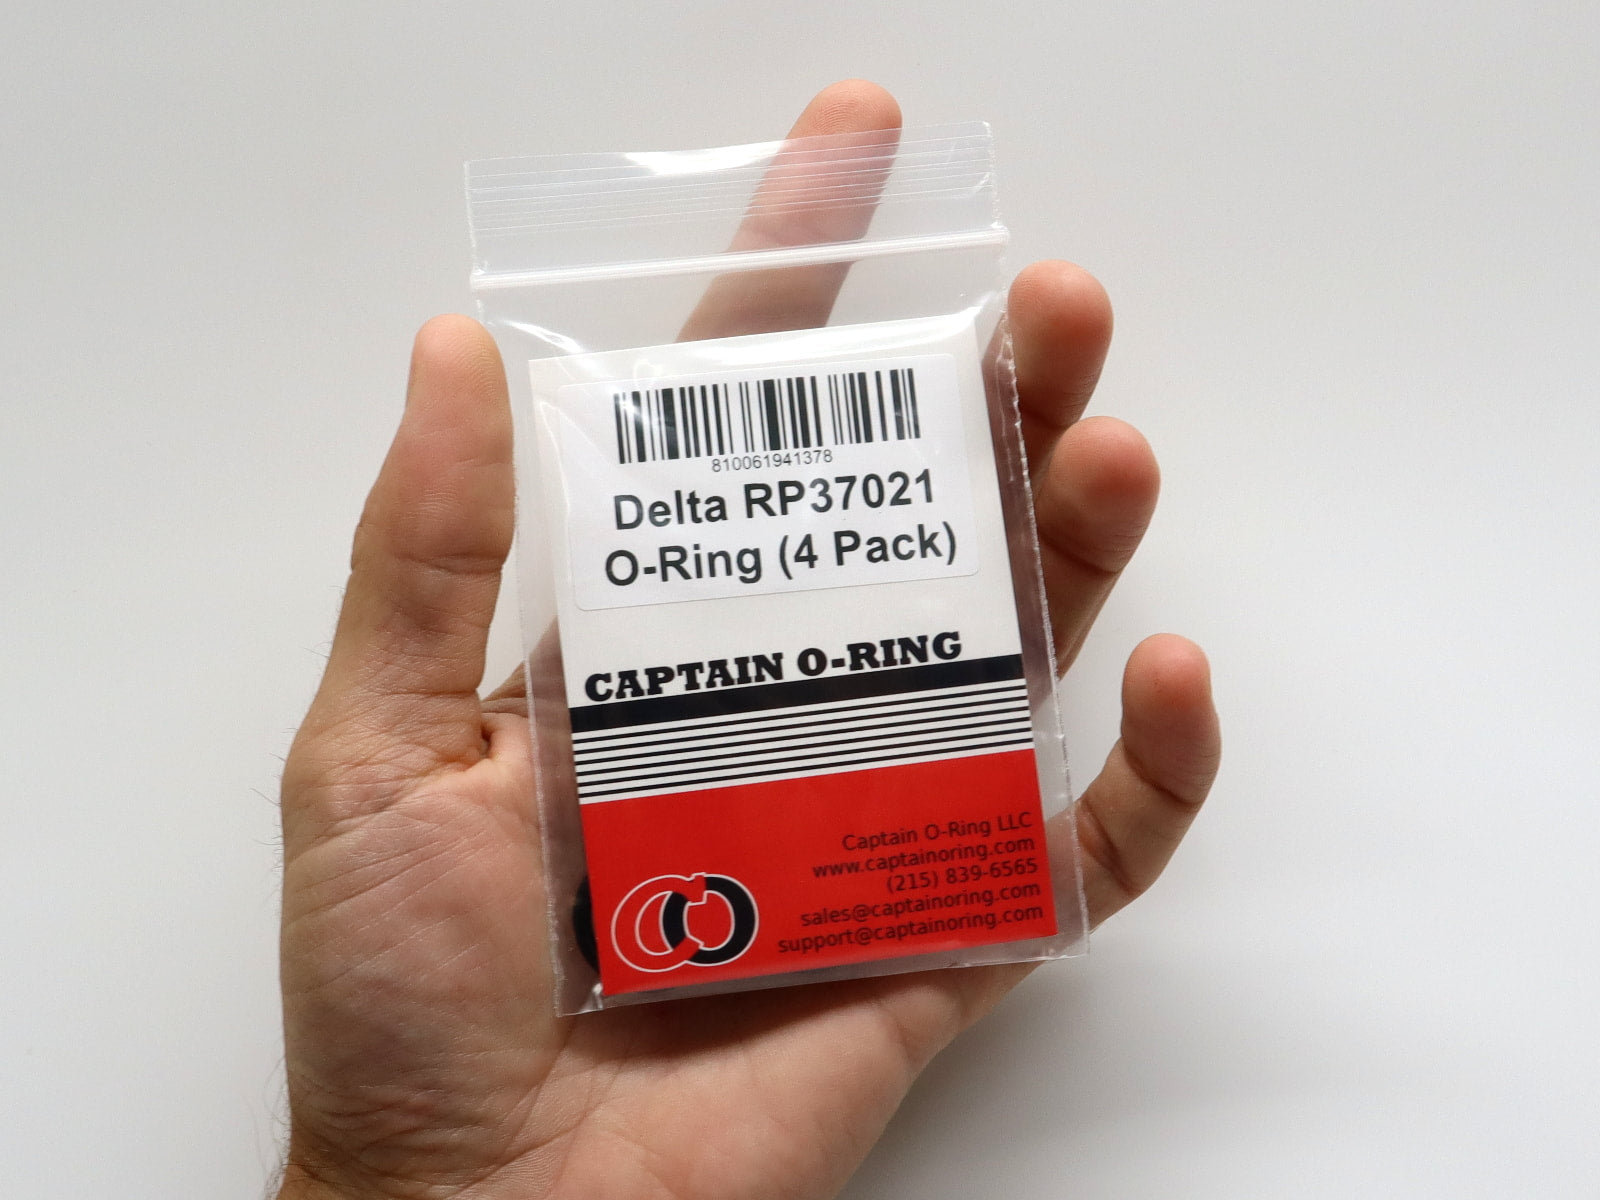 810061941378
Delta RP37021
O-Ring (4 Pack)
CAPTAIN O-RING
Captain O-Ring LLC
www.captainoring.com
(215) 839-6565
sales@captainoring.com
support@captainoring.com
CO